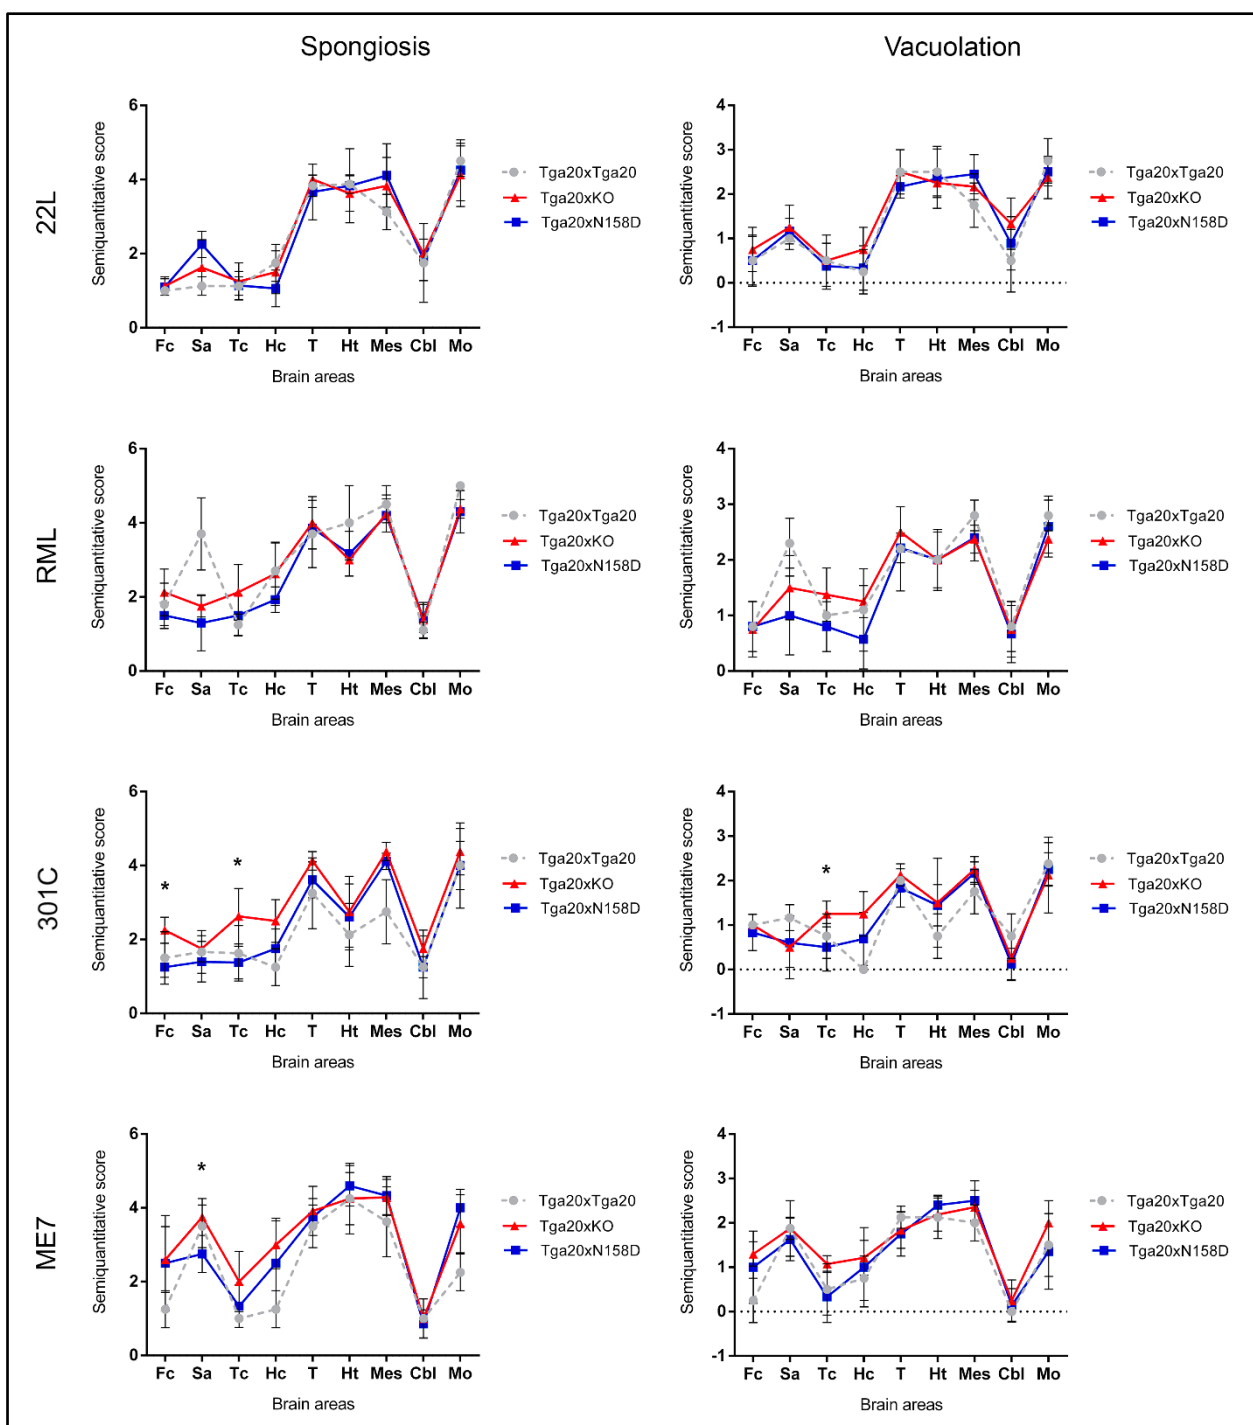 Spongiosis
Vacuolation
22L
Semiquantitative score
6
4
2
0
Fc Sa Tc Hc T Ht Mes Cbl Mo
Brain areas
Tga20xTga20
Tga20xKO
Tga20xN158D
Semiquantitative score
4
3
2
1
0
-1
Fc Sa Tc Hc T Ht Mes Cbl Mo
Brain areas
Tga20xTga20
Tga20xKO
Tga20xN158D
RML
Semiquantitative score
6
4
2
0
Fc Sa Tc Hc T Ht Mes Cbl Mo
Brain areas
Tga20xTga20
Tga20xKO
Tga20xN158D
Semiquantitative score
4
3
2
1
0
Fc Sa Tc Hc T Ht Mes Cbl Mo
Brain areas
Tga20xTga20
Tga20xKO
Tga20xN158D
301C
Semiquantitative score
6
4
2
0
* *
Fc Sa Tc Hc T Ht Mes Cbl Mo
Brain areas
Tga20xTga20
Tga20xKO
Tga20xN158D
Semiquantitative score
4
3
2
1
0
-1
*
Fc Sa Tc Hc T Ht Mes Cbl Mo
Brain areas
Tga20xTga20
Tga20xKO
Tga20xN158D
ME7
Semiquantitative score
6
4
2
0
*
Fc Sa Tc Hc T Ht Mes Cbl Mo
Brain areas
Tga20xTga20
Tga20xKO
Tga20xN158D
Semiquantitative score
4
3
2
1
0
-1
Fc Sa Tc Hc T Ht Mes Cbl Mo
Brain areas
Tga20xTga20
Tga20xKO
Tga20xN158D